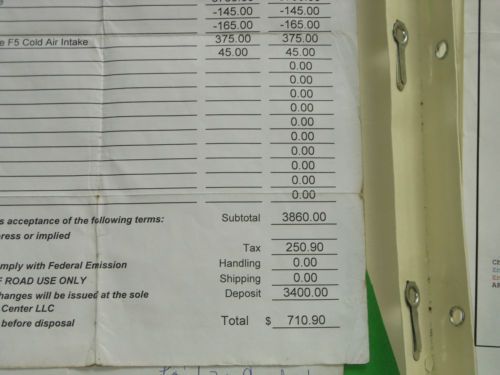 -145.00 -145.00
-165.00 -165.00
F5 Cold Air Intake 375.00 375.00
45.00 45.00
0.00
0.00
0.00
0.00
0.00
0.00
0.00
0.00
0.00
0.00
acceptance of the following terms: Subtotal 3860.00
or implied
Tax 250.90
with Federal Emission Handling 0.00
ROAD USE ONLY Shipping 0.00
will be issued at the sole Deposit 3400.00
Center LLC
before disposal Total $ 710.90